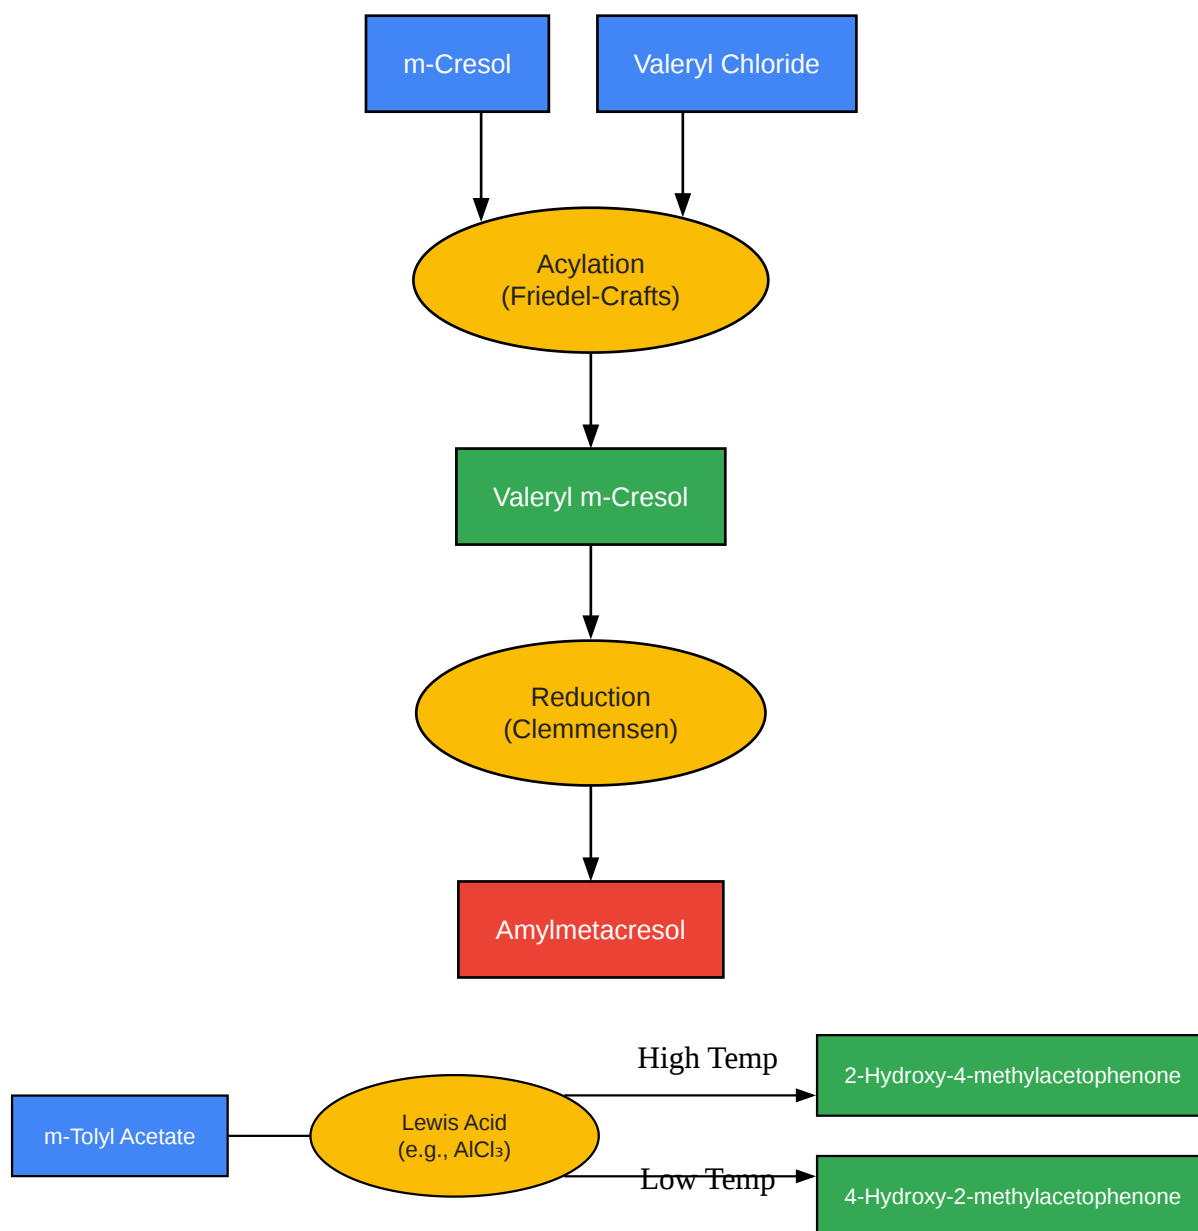 m-Cresol
Valeryl Chloride
Acylation
(Friedel-Crafts)
Valeryl m-Cresol
Reduction
(Clemmensen)
Amylmetacresol
High Temp
2-Hydroxy-4-methylacetophenone
m-Tolyl Acetate
Lewis Acid
(e.g., AlCl₃)
Low Temp
4-Hydroxy-2-methylacetophenone